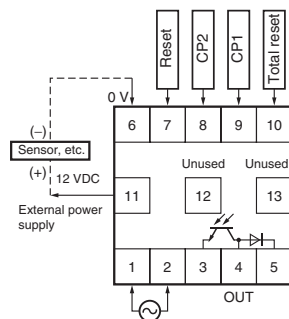 Reset
CP2
CP1
Total reset
0 V
6 7 8 9 10
(−)
Sensor, etc.
(+)
12 VDC
Unused Unused
11 12 13
External power
supply
1 2 3 4 5
OUT